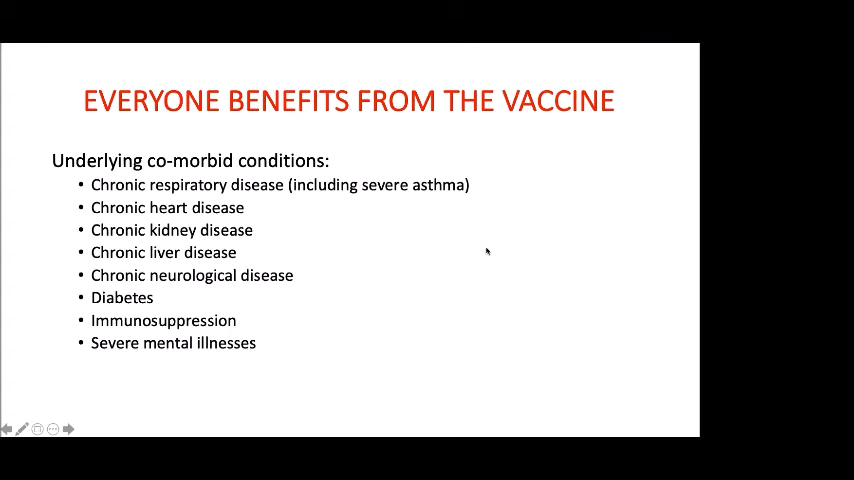 EVERYONE BENEFITS FROM THE VACCINE
Underlying co-morbid conditions:
• Chronic respiratory disease (including severe asthma)
• Chronic heart disease
• Chronic kidney disease
• Chronic liver disease
• Chronic neurological disease
• Diabetes
• Immunosuppression
• Severe mental illnesses